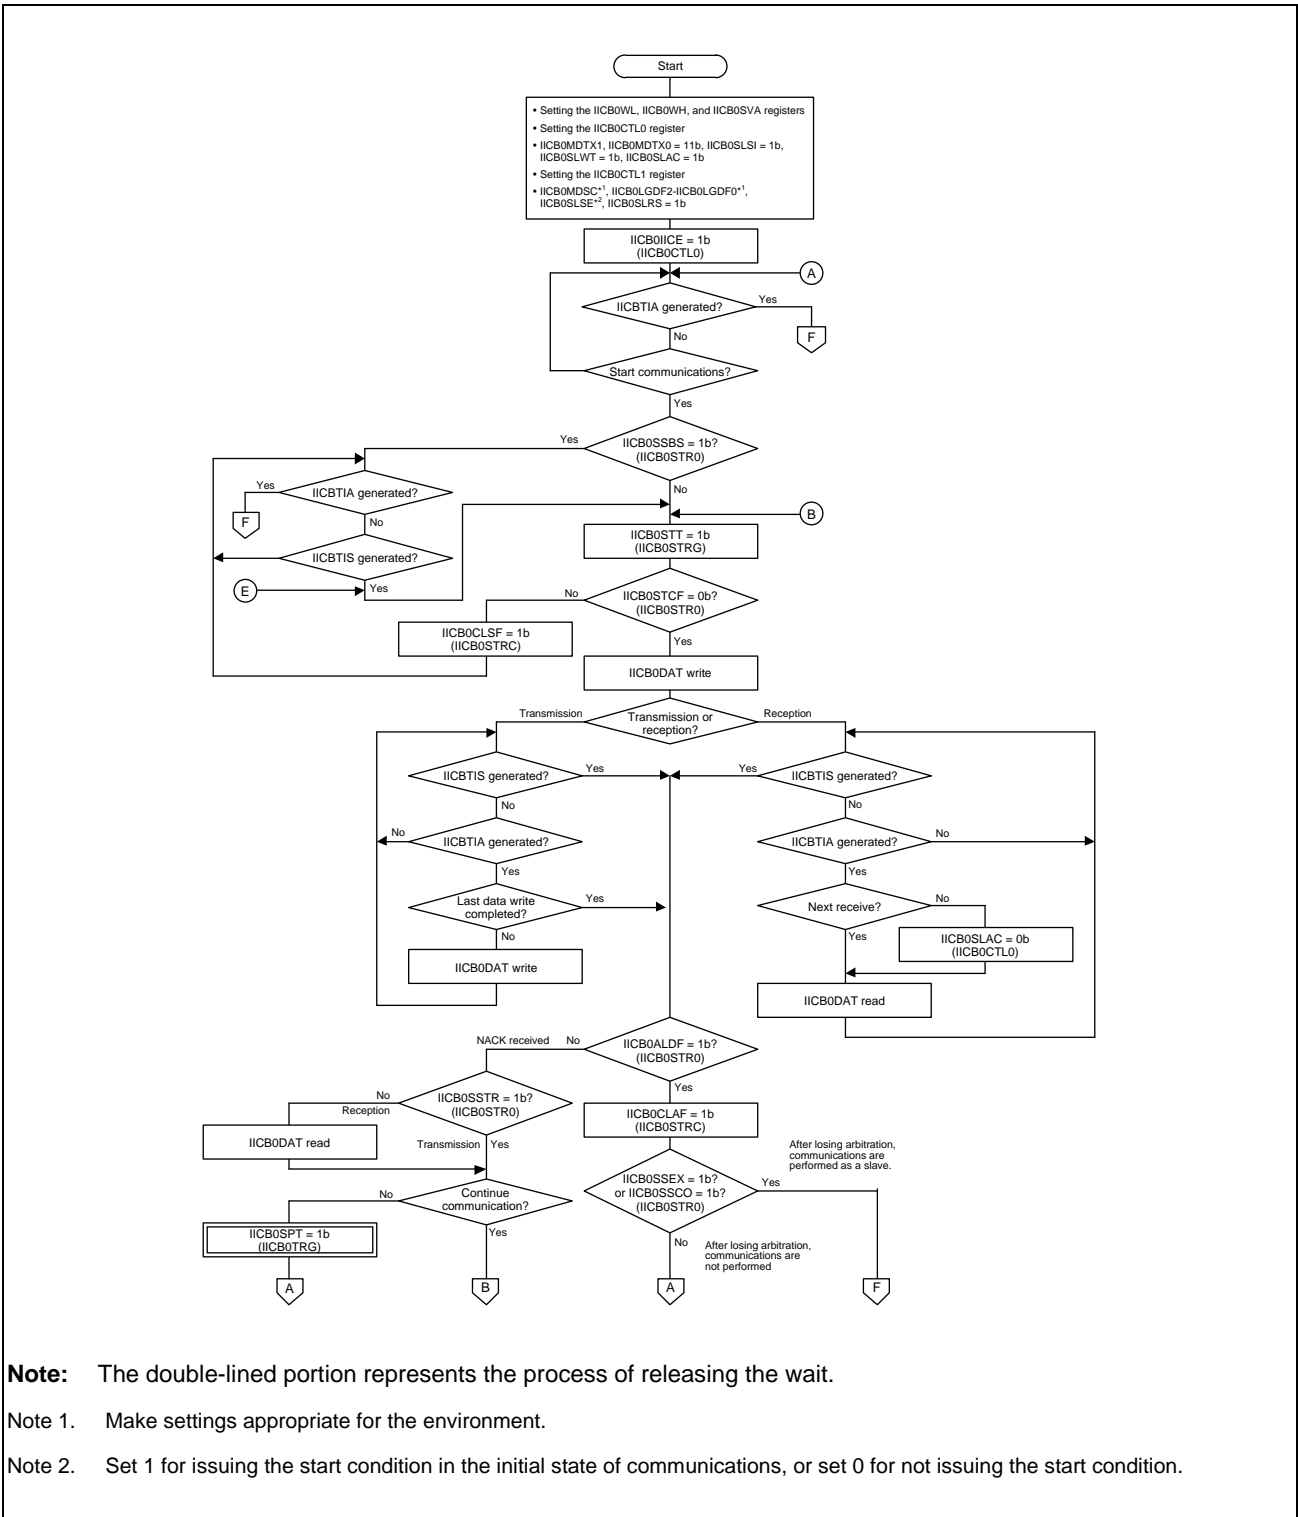 Start
• Setting the IICB0WL, IICB0WH, and IICB0SVA registers
• Setting the IICB0CTL0 register
• IICB0MDTX1, IICB0MDTX0 = 11b, IICB0SLSI = 1b,
IICB0SLWT = 1b, IICB0SLAC = 1b
• Setting the IICB0CTL1 register
• IICB0MDSC*1, IICB0LGDF2-IICB0LGDF0*1,
IICB0SLSE*2, IICB0SLRS = 1b
IICB0IICE = 1b
(IICB0CTL0)
A
IICBTIA generated?
Yes
F
No
Start communications?
Yes
IICB0SSBS = 1b?
(IICB0STR0)
Yes
No
IICBTIA generated?
Yes
F
No
IICBTIS generated?
Yes
E
B
IICB0STT = 1b
(IICB0STRG)
IICB0STCF = 0b?
(IICB0STR0)
No
Yes
IICB0CLSF = 1b
(IICB0STRC)
IICB0DAT write
Transmission or
reception?
Transmission
Reception
IICBTIS generated?
Yes
No
IICBTIA generated?
No
Yes
Last data write
completed?
Yes
No
IICB0DAT write
Yes
IICBTIS generated?
No
IICBTIA generated?
No
Yes
Next receive?
No
Yes
IICB0SLAC = 0b
(IICB0CTL0)
IICB0DAT read
IICB0ALDF = 1b?
(IICB0STR0)
NACK received
No
Yes
IICB0SSTR = 1b?
(IICB0STR0)
No
Reception
IICB0DAT read
Transmission
Yes
IICB0CLAF = 1b
(IICB0STRC)
Continue
communication?
No
Yes
IICB0SPT = 1b
(IICB0TRG)
IICB0SSEX = 1b?
or IICB0SSCO = 1b?
(IICB0STR0)
After losing arbitration,
communications are
performed as a slave.
Yes
No
After losing arbitration,
communications are
not performed
A
B
A
F
Note: The double-lined portion represents the process of releasing the wait.
Note 1. Make settings appropriate for the environment.
Note 2. Set 1 for issuing the start condition in the initial state of communications, or set 0 for not issuing the start condition.